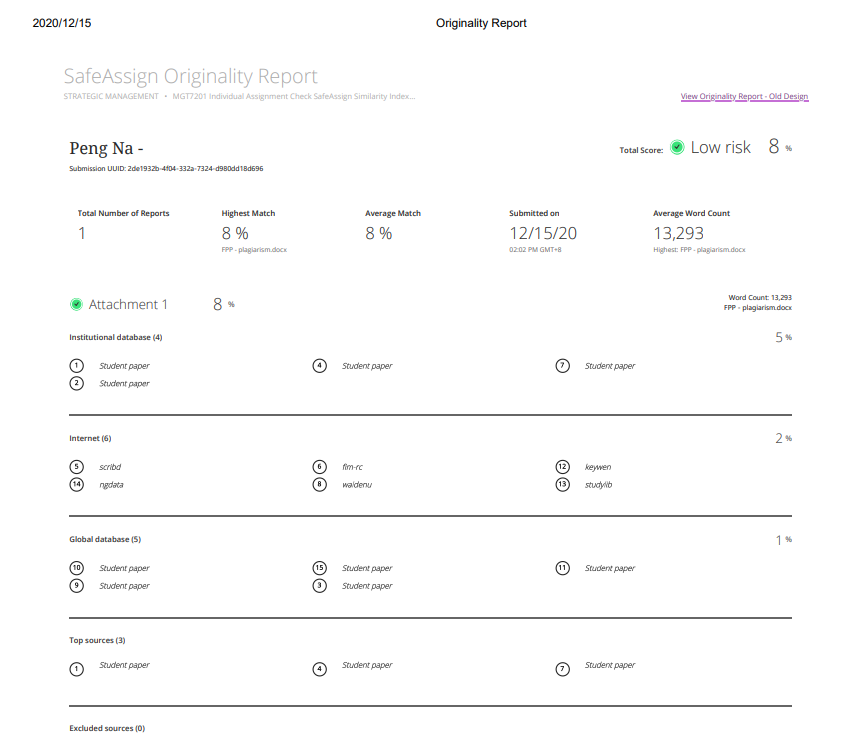 2020/12/15 Originality Report
SafeAssign Originality Report
STRATEGIC MANAGEMENT • MGT7201 Individual Assignment Check SafeAssign Similarity Index...
View Originality Report - Old Design
Peng Na -
Total Score: Low risk 8 %
Submission UUID: 2de1932b-4f04-332a-7324-d980dd18d696
Total Number of Reports Highest Match Average Match Submitted on Average Word Count
1 8 % 8 % 12/15/20 13,293
FPP - plagiarism.docx 02:02 PM GMT+8 Highest: FPP - plagiarism.docx
Attachment 1 8 %
Word Count: 13,293
FPP - plagiarism.docx
Institutional database (4) 5 %
1 Student paper 4 Student paper 7 Student paper
2 Student paper
Internet (6) 2 %
5 scribd 6 flm-rc 12 keywen
14 ngdata 8 waidenu 13 studylib
Global database (5) 1 %
10 Student paper 15 Student paper 11 Student paper
9 Student paper 3 Student paper
Top sources (3)
1 Student paper 4 Student paper 7 Student paper
Excluded sources (0)